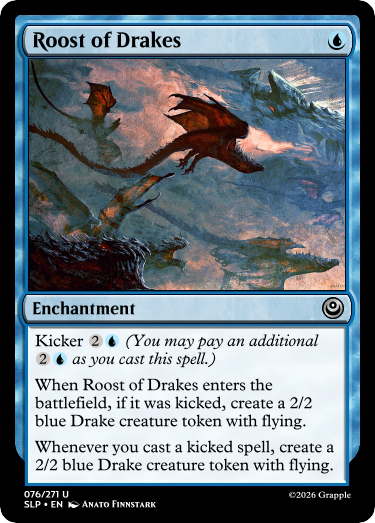 Roost of Drakes
Enchantment
Kicker 2 (You may pay an additional
2 as you cast this spell.)
When Roost of Drakes enters the
battlefield, if it was kicked, create a 2/2
blue Drake creature token with flying.
Whenever you cast a kicked spell, create a
2/2 blue Drake creature token with flying.
076/271 U
SLP • EN Anato Finnstark
©2026 Grapple